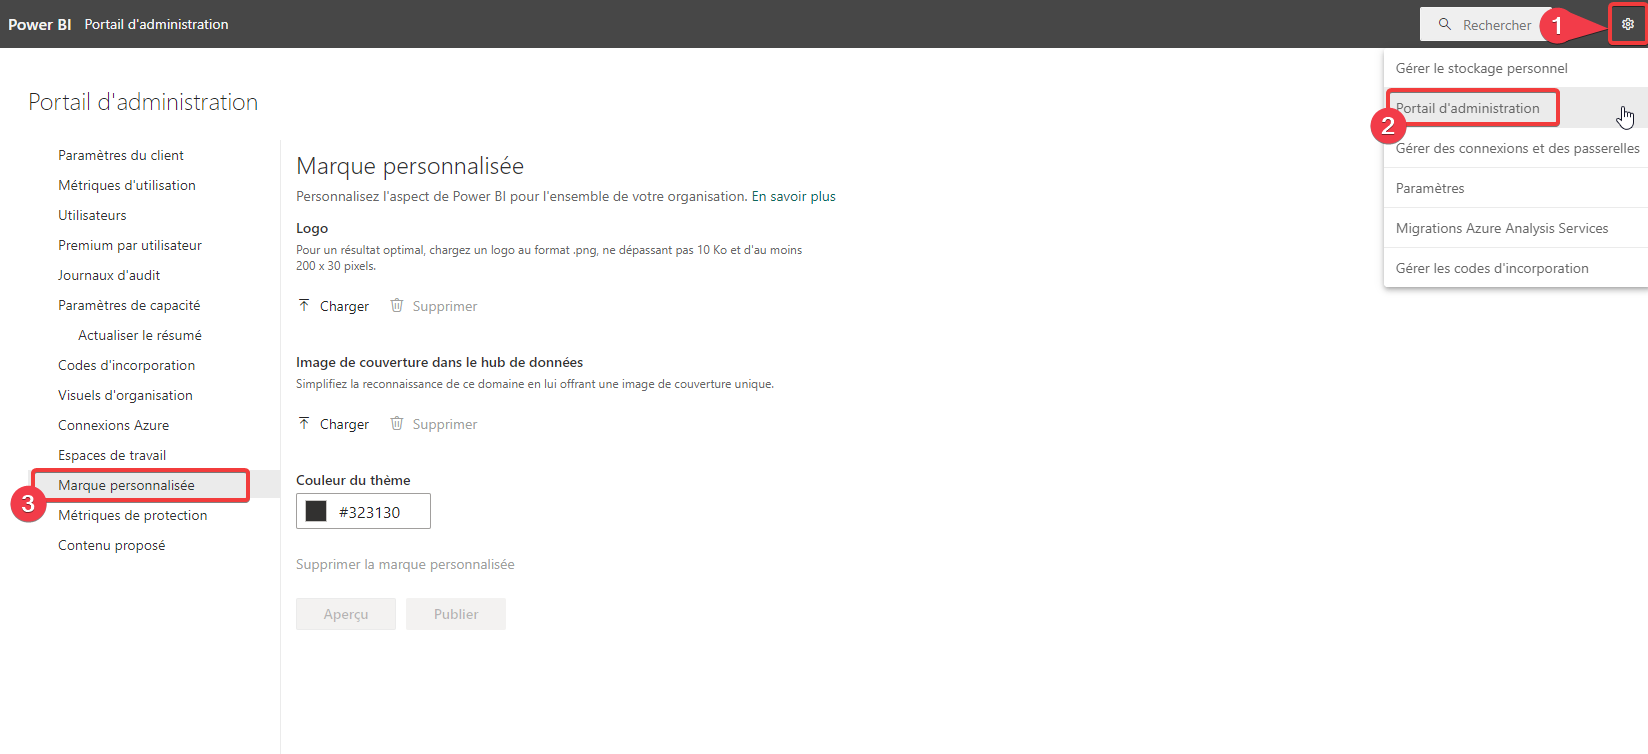 Power BI Portail d'administration
Rechercher
1
Gérer le stockage personnel
Portail d'administration
2
Gérer des connexions et des passerelles
Paramètres
Migrations Azure Analysis Services
Gérer les codes d'incorporation
Portail d'administration
Paramètres du client
Métriques d'utilisation
Utilisateurs
Premium par utilisateur
Journaux d'audit
Paramètres de capacité
Actualiser le résumé
Codes d'incorporation
Visuels d'organisation
Connexions Azure
Espaces de travail
Marque personnalisée
3
Métriques de protection
Contenu proposé
Marque personnalisée
Personnalisez l'aspect de Power BI pour l'ensemble de votre organisation. En savoir plus
Logo
Pour un résultat optimal, chargez un logo au format .png, ne dépassant pas 10 Ko et d'au moins
200 x 30 pixels.
Charger Supprimer
Image de couverture dans le hub de données
Simplifiez la reconnaissance de ce domaine en lui offrant une image de couverture unique.
Charger Supprimer
Couleur du thème
#323130
Supprimer la marque personnalisée
Aperçu Publier